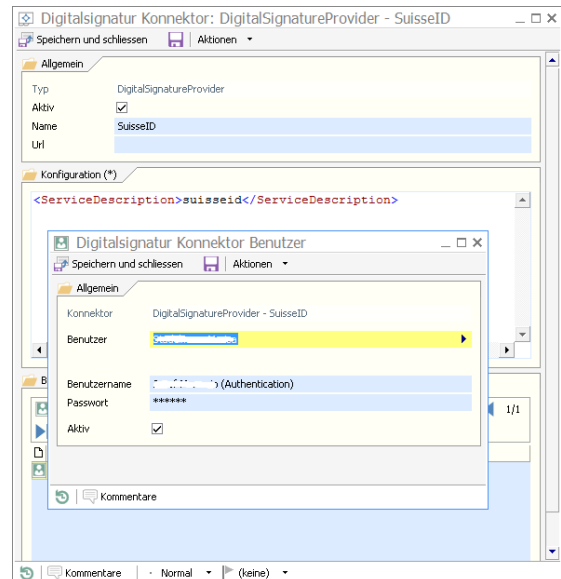 Digitalsignatur Konnektor: DigitalSignatureProvider - SuisseID
Speichern und schliessen Aktionen
Allgemein
Typ DigitalSignatureProvider
Aktiv
Name SuisseID
Url
Konfiguration (*)
<ServiceDescription>suisseid</ServiceDescription>
Digitalsignatur Konnektor Benutzer
Speichern und schliessen Aktionen
Allgemein
Konnektor DigitalSignatureProvider - SuisseID
Benutzer
Benutzername (Authentication)
Passwort ******
Aktiv
Kommentare
B
1/1
Kommentare Normal (keine)